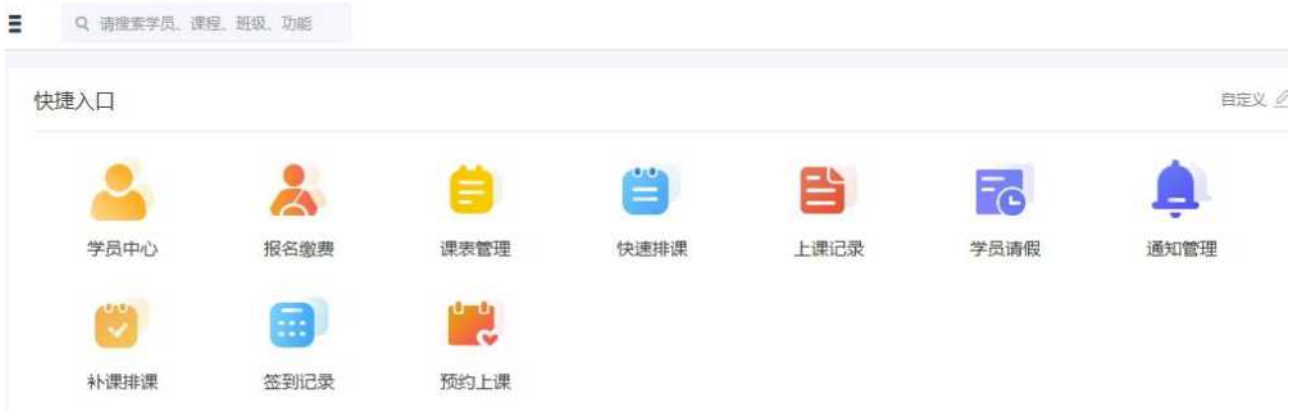 请搜索学员、课程、班级、功能
快捷入口
自定义
学员中心 报名缴费 课表管理 快速排课 上课记录 学员请假 通知管理
补课排课 签到记录 预约上课